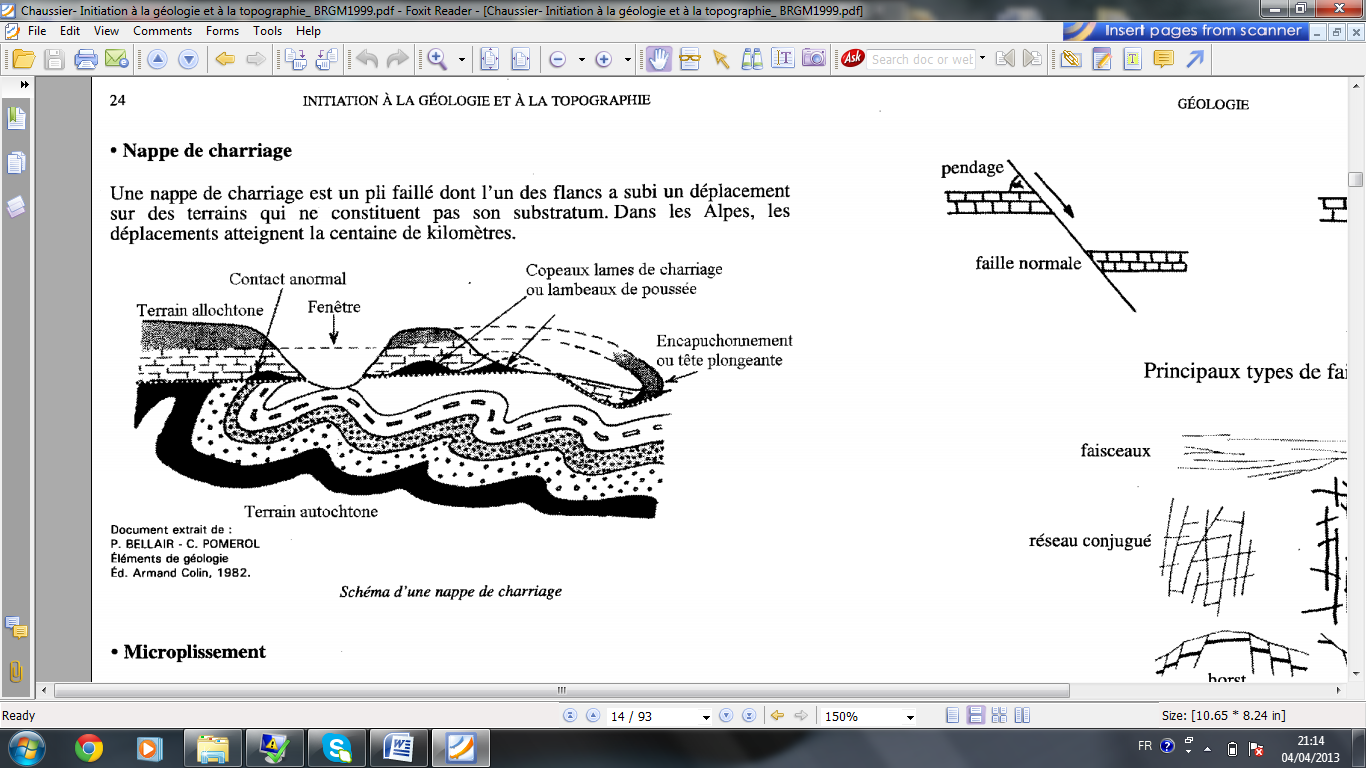 Chaussier- Initiation à la géologie et à la topographie_ BRGM1999.pdf - Foxit Reader - [Chaussier- Initiation à la géologie et à la topographie_ BRGM1999.pdf]
File Edit View Comments Forms Tools Help
Insert pages from scanner
Ask Search doc or web
24 INITIATION À LA GÉOLOGIE ET À LA TOPOGRAPHIE
• Nappe de charriage
Une nappe de charriage est un pli faillé dont l'un des flancs a subi un déplacement
sur des terrains qui ne constituent pas son substratum. Dans les Alpes, les
déplacements atteignent la centaine de kilomètres.
Contact anormal
Copeaux lames de charriage
ou lambeaux de poussée
Terrain allochtone
Fenêtre
Encapuchonnement
ou tête plongeante
Terrain autochtone
Document extrait de :
P. BELLAIR - C. POMEROL
Éléments de géologie
Éd. Armand Colin, 1982.
Schéma d'une nappe de charriage
• Microplissement
GÉOLOGIE
pendage
faille normale
Principaux types de fai
faisceaux
réseau conjugué
horst
Ready
14 / 93
150%
Size: [10.65 * 8.24 in]
FR
21:14
04/04/2013